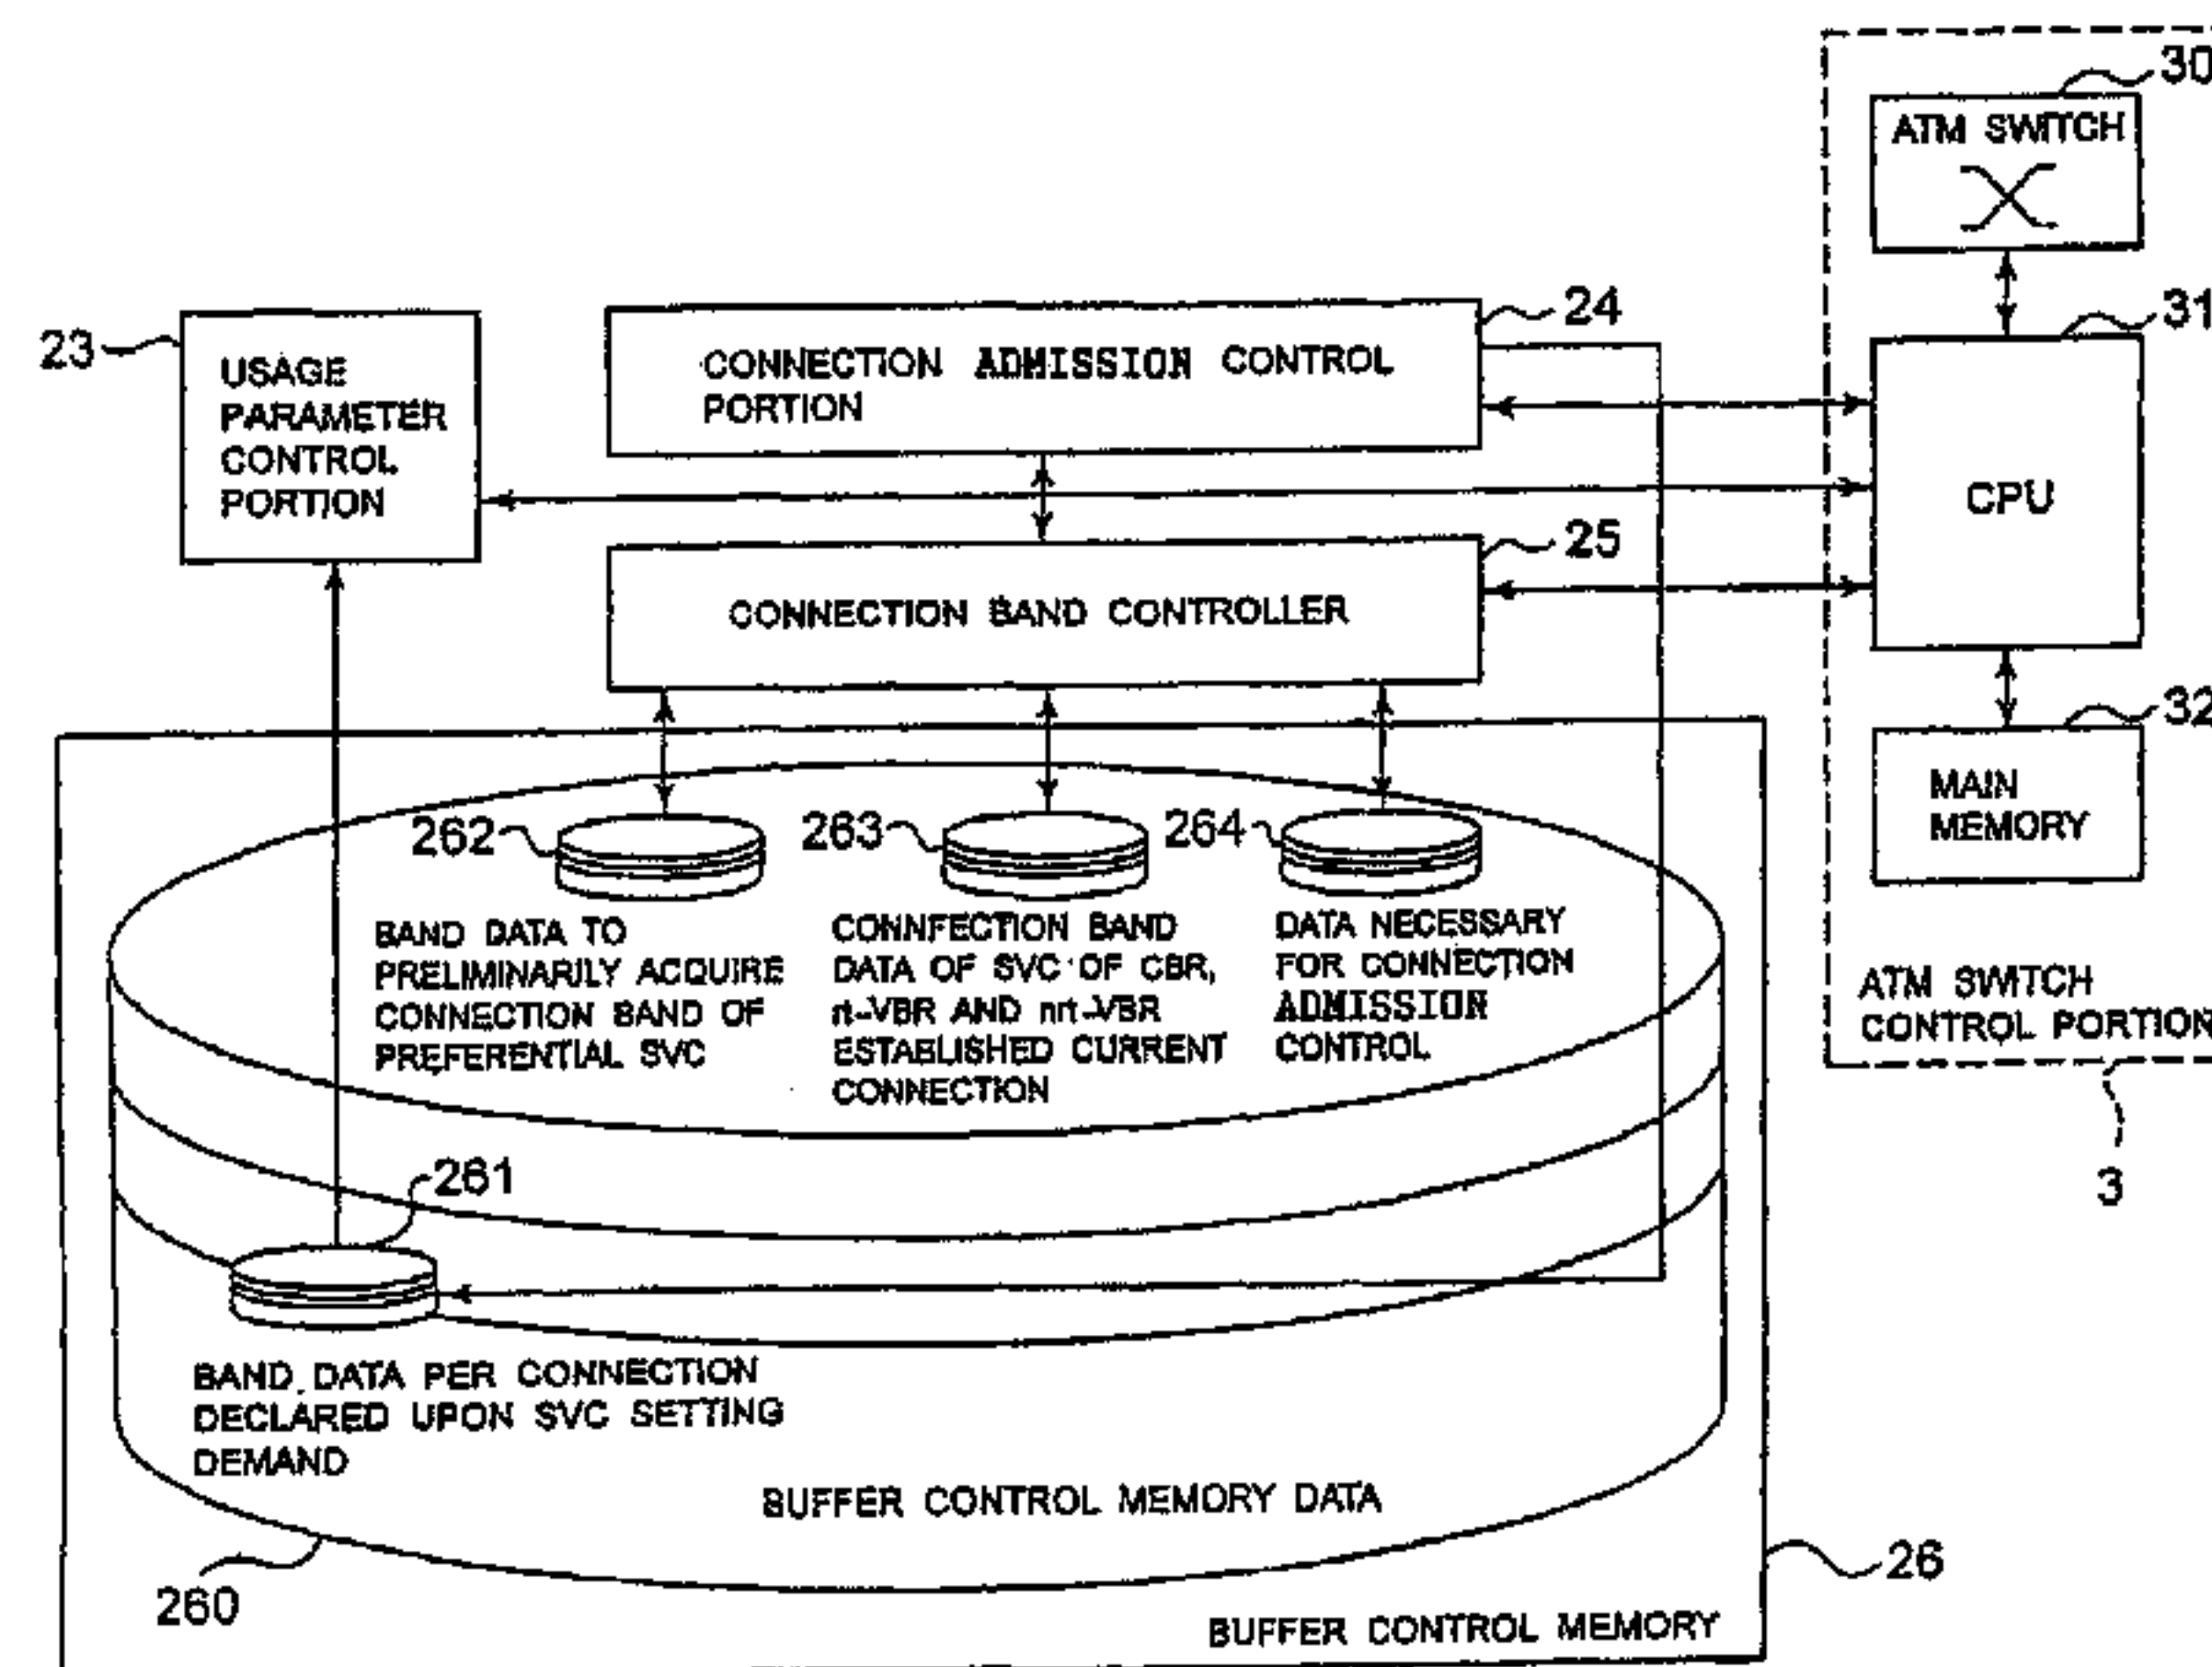 30
ATM SWITCH
31
CPU
32
MAIN
MEMORY
ATM SWITCH
CONTROL PORTION
3
23
USAGE
PARAMETER
CONTROL
PORTION
24
CONNECTION ADMISSION CONTROL
PORTION
25
CONNECTION BAND CONTROLLER
262
BAND DATA TO
PRELIMINARILY ACQUIRE
CONNECTION BAND OF
PREFERENTIAL SVC
263
CONNFECTION BAND
DATA OF SVC OF CBR,
rt-VBR AND nrt-VBR
ESTABLISHED CURRENT
CONNECTION
264
DATA NECESSARY
FOR CONNECTION
ADMISSION
CONTROL
261
BAND DATA PER CONNECTION
DECLARED UPON SVC SETTING
DEMAND
BUFFER CONTROL MEMORY DATA
260
26
BUFFER CONTROL MEMORY